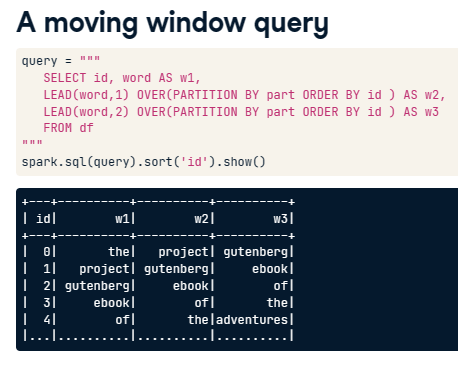 A moving window query
query = """
   SELECT id, word AS w1,
   LEAD(word,1) OVER(PARTITION BY part ORDER BY id ) AS w2,
   LEAD(word,2) OVER(PARTITION BY part ORDER BY id ) AS w3
   FROM df
"""
spark.sql(query).sort('id').show()
+---+----------+----------+----------+
| id|        w1|        w2|        w3|
+---+----------+----------+----------+
|  0|       the|   project| gutenberg|
|  1|   project| gutenberg|     ebook|
|  2| gutenberg|     ebook|        of|
|  3|     ebook|        of|       the|
|  4|        of|       the|adventures|
|...|..........|..........|..........|